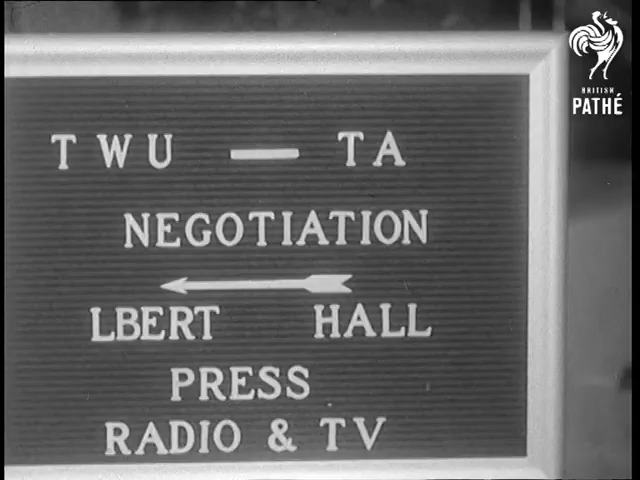 BRITISH
PATHÉ
TWU — TA
NEGOTIATION
LBERT HALL
PRESS
RADIO & TV